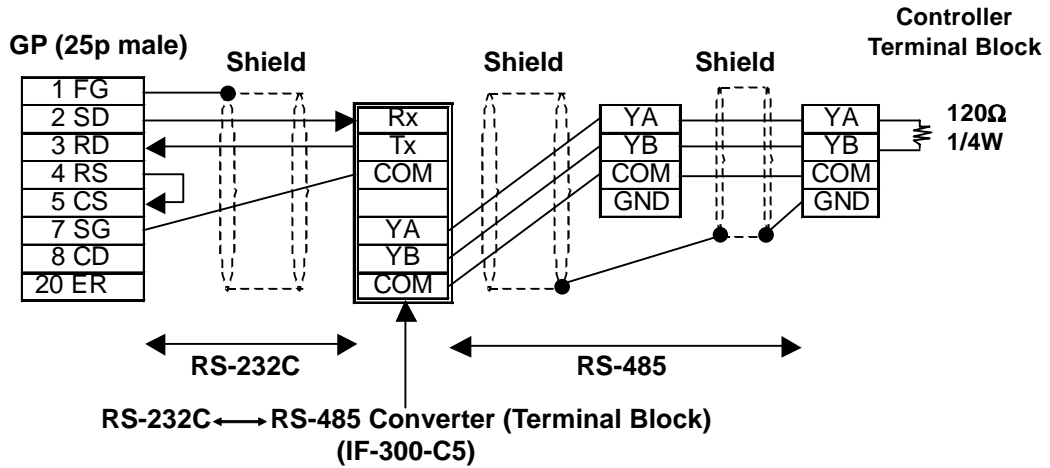 Controller
Terminal Block
GP (25p male)
Shield
Shield
Shield
1 FG
2 SD
3 RD
4 RS
5 CS
7 SG
8 CD
20 ER
Rx
Tx
COM
YA
YB
COM
YA
YB
COM
GND
YA
YB
COM
GND
120Ω
1/4W
RS-232C
RS-485
RS-232C ↔ RS-485 Converter (Terminal Block)
(IF-300-C5)